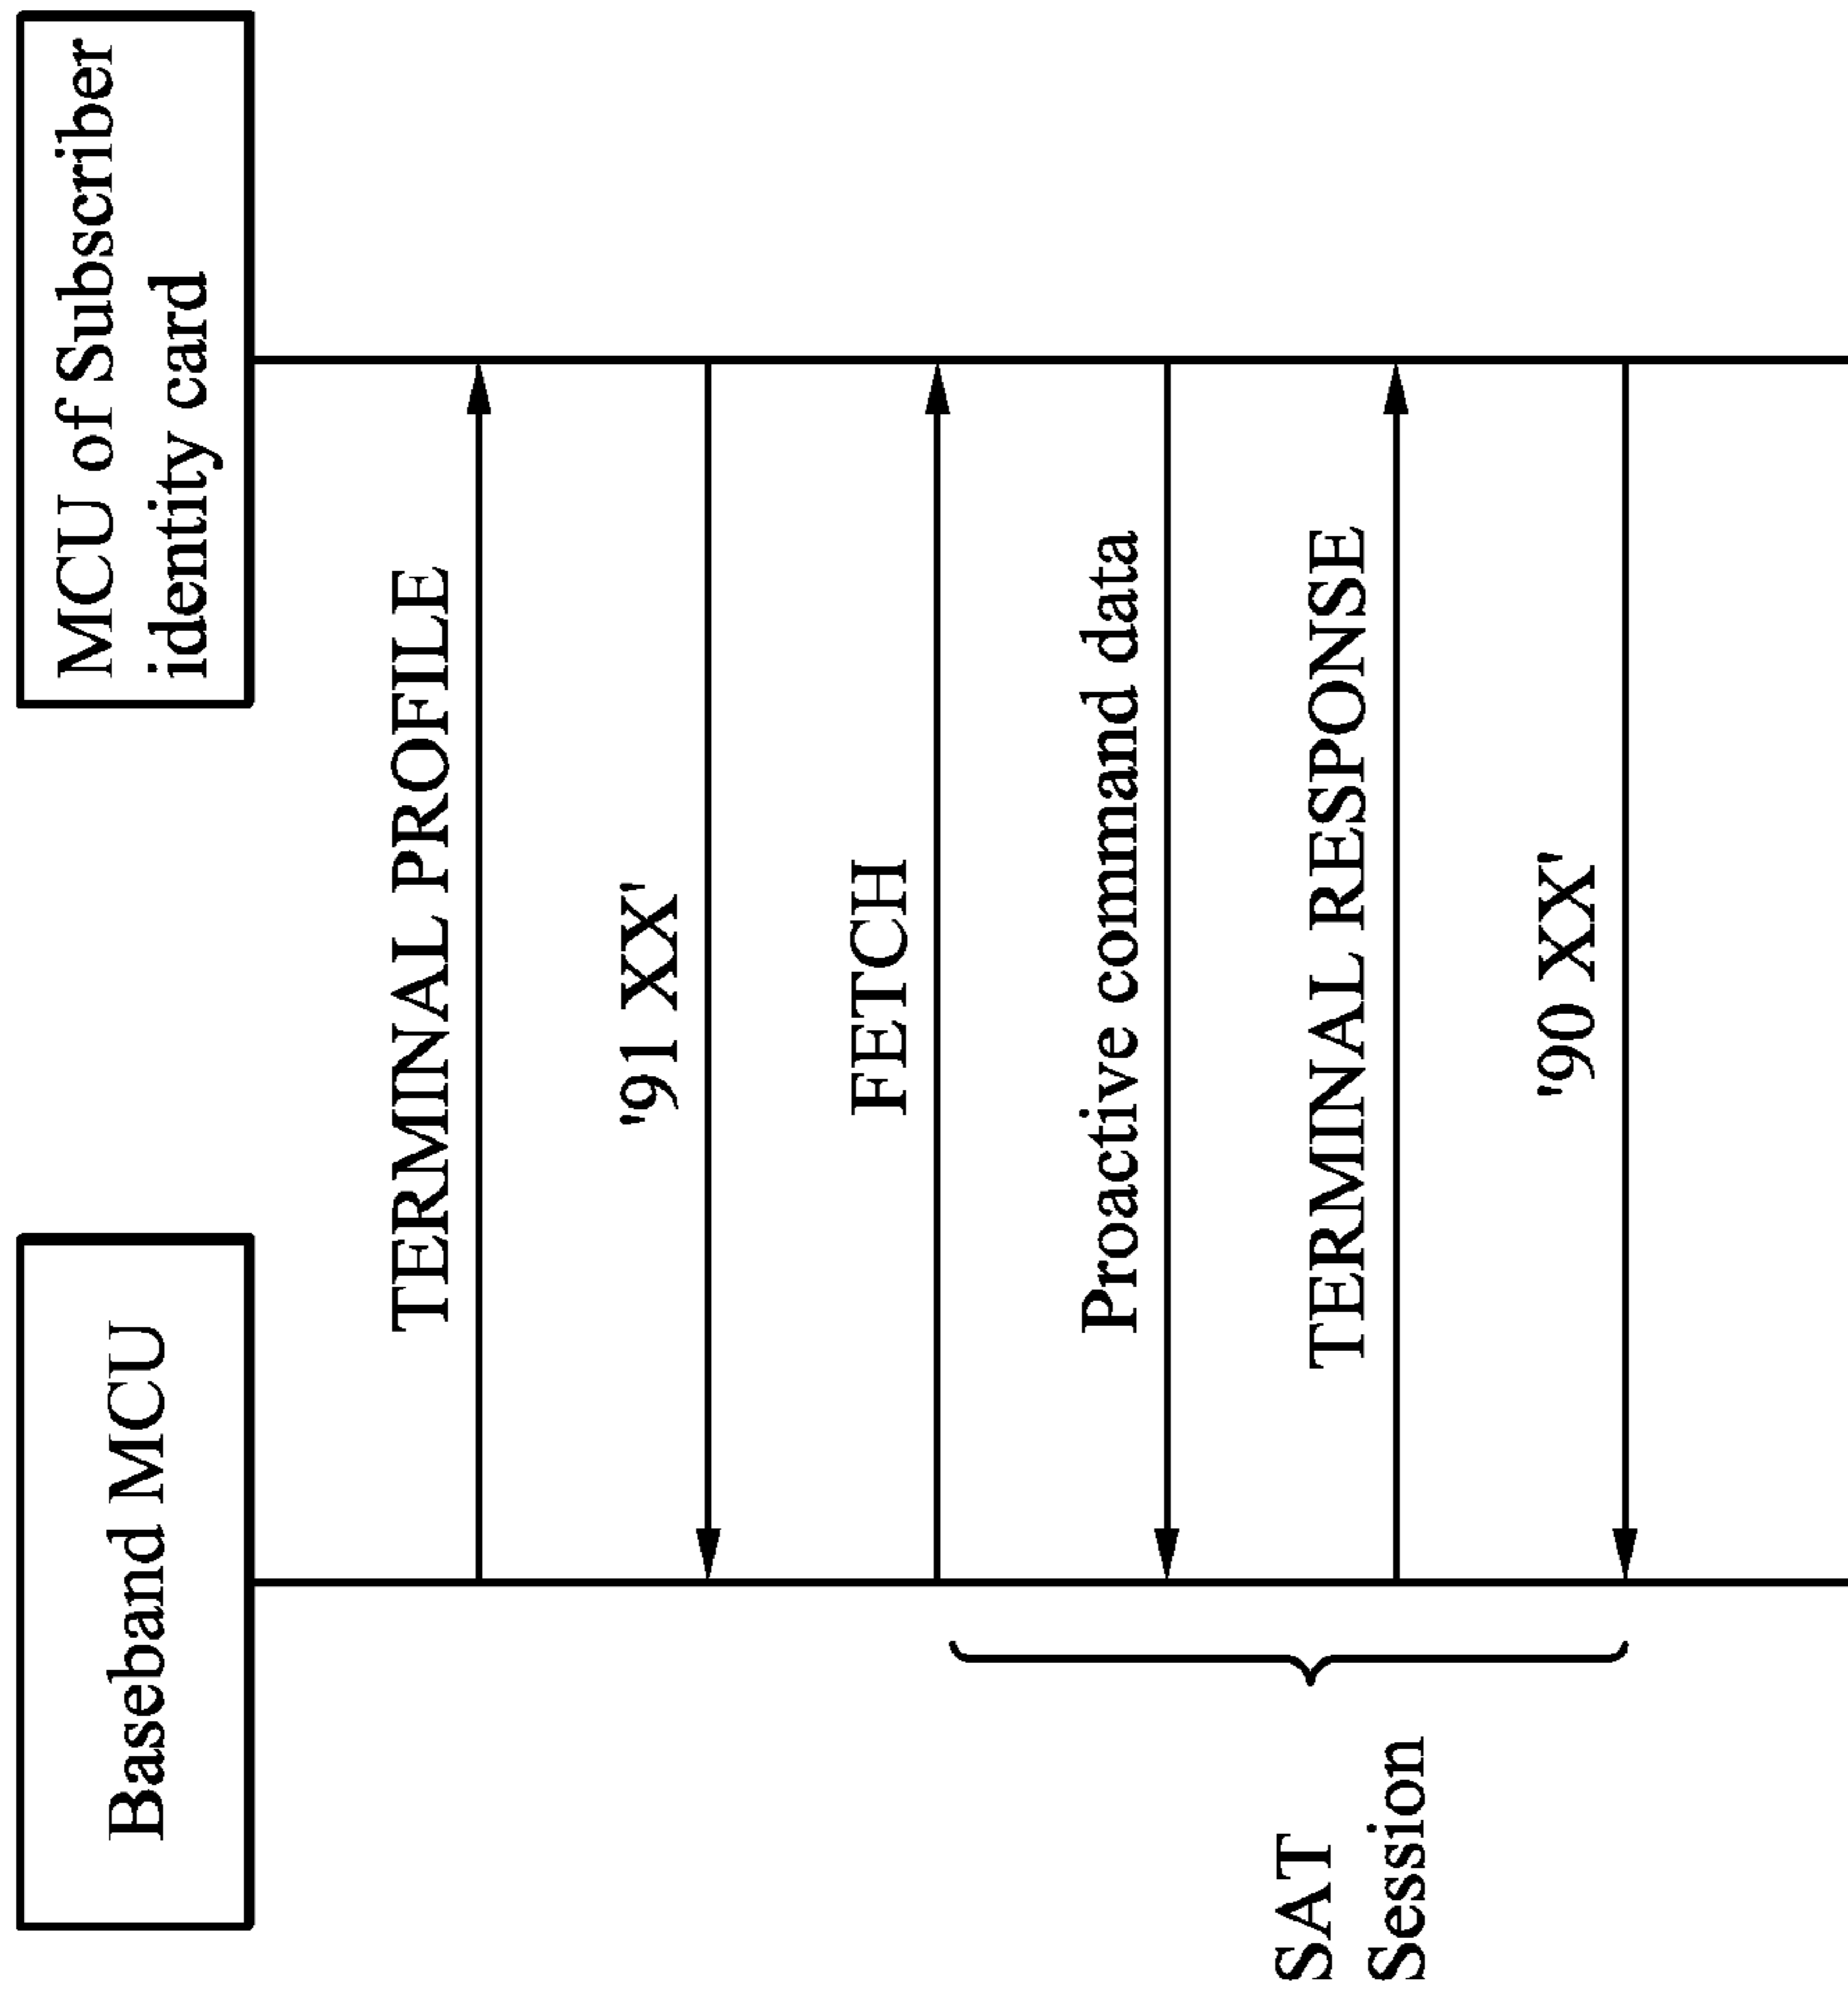 Baseband MCU
MCU of Subscriber
identity card
TERMINAL PROFILE
'91 XX'
FETCH
Proactive command data
TERMINAL RESPONSE
'90 XX'
SAT
Session